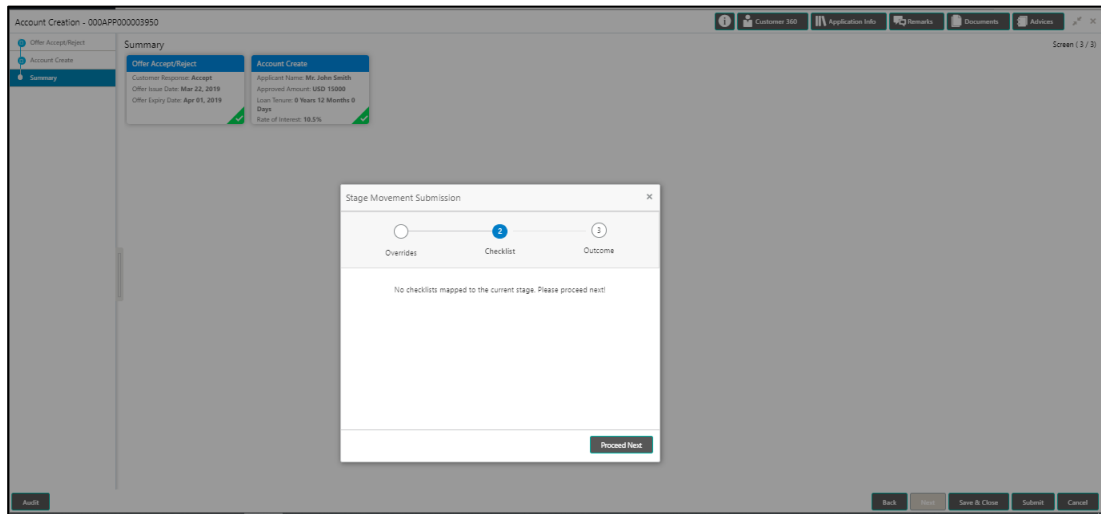 Account Creation - 000APP000003950
Customer 360
Application Info
Remarks
Documents
Advices
Offer Accept/Reject
Account Create
Summary
Summary
Screen ( 3 / 3)
Offer Accept/Reject
Customer Response: Accept
Offer Issue Date: Mar 22, 2019
Offer Expiry Date: Apr 01, 2019
Account Create
Applicant Name: Mr. John Smith
Approved Amount: USD 15000
Loan Tenure: 0 Years 12 Months 0
Days
Rate of Interest: 10.5%
Stage Movement Submission
2
3
Overrides
Checklist
Outcome
No checklists mapped to the current stage. Please proceed next!
Proceed Next
Audit
Back
Next
Save & Close
Submit
Cancel